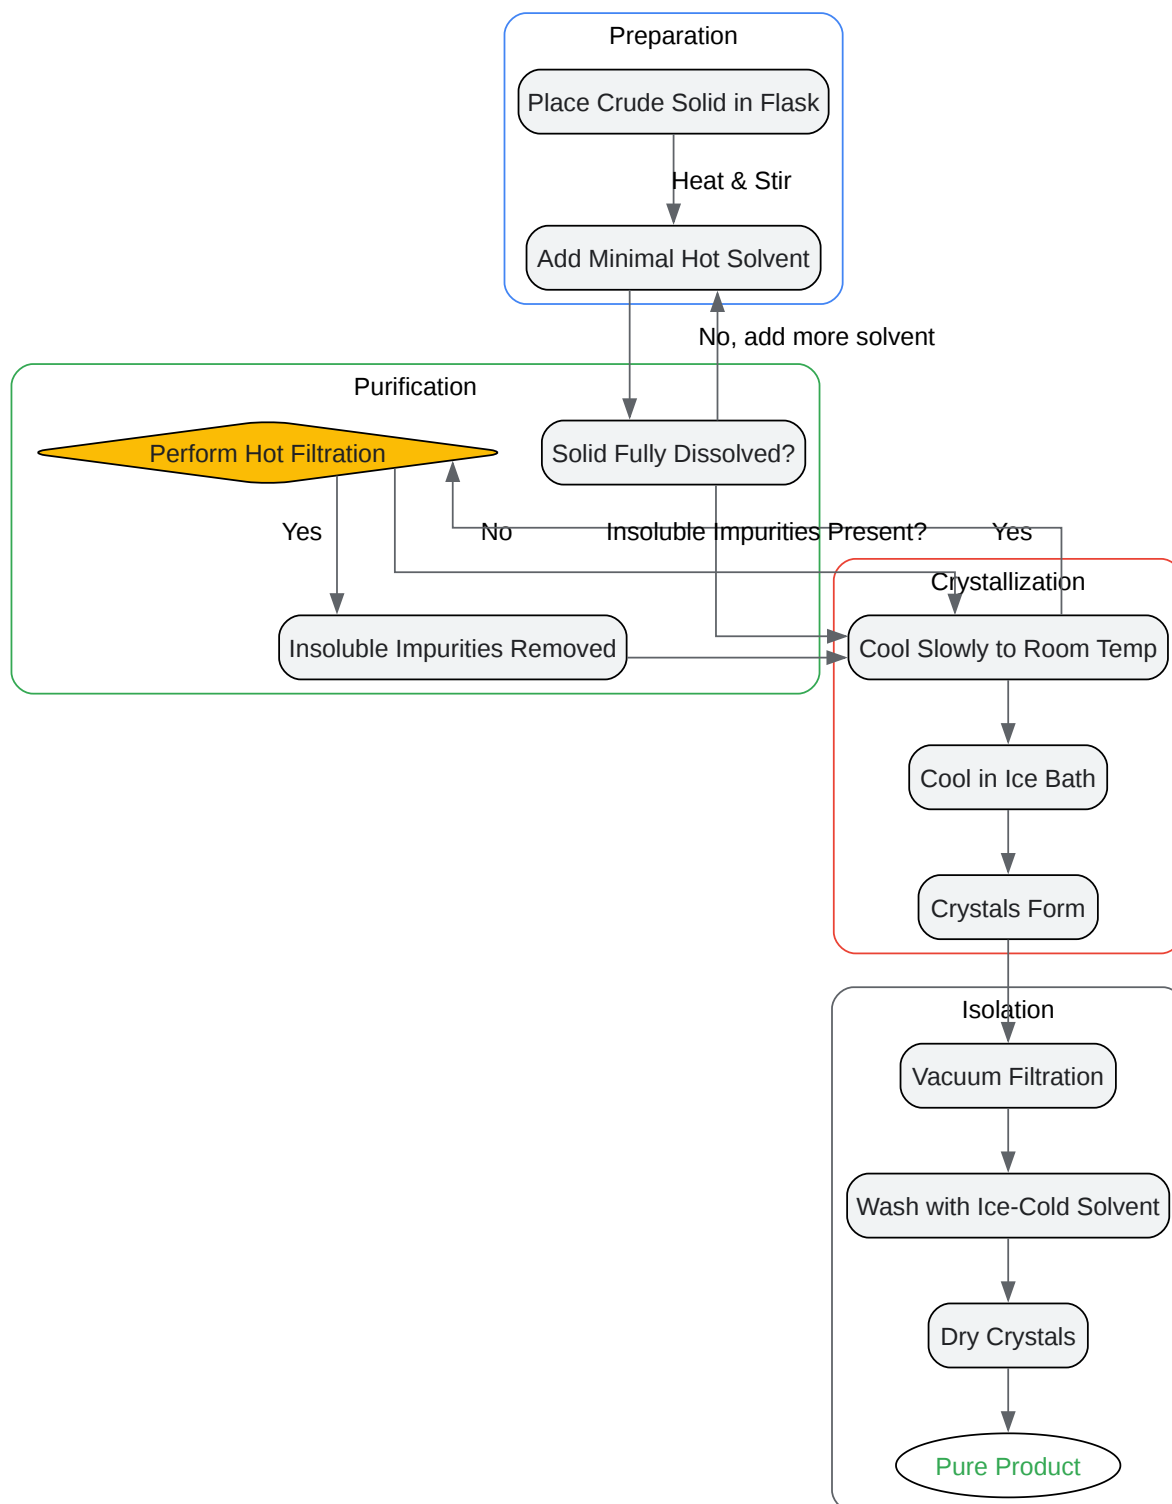 Preparation
Place Crude Solid in Flask
Heat & Stir
Add Minimal Hot Solvent
No, add more solvent
Purification
Perform Hot Filtration
Solid Fully Dissolved?
Yes
No
Insoluble Impurities Present?
Yes
Crystallization
Insoluble Impurities Removed
Cool Slowly to Room Temp
Cool in Ice Bath
Crystals Form
Isolation
Vacuum Filtration
Wash with Ice-Cold Solvent
Dry Crystals
Pure Product